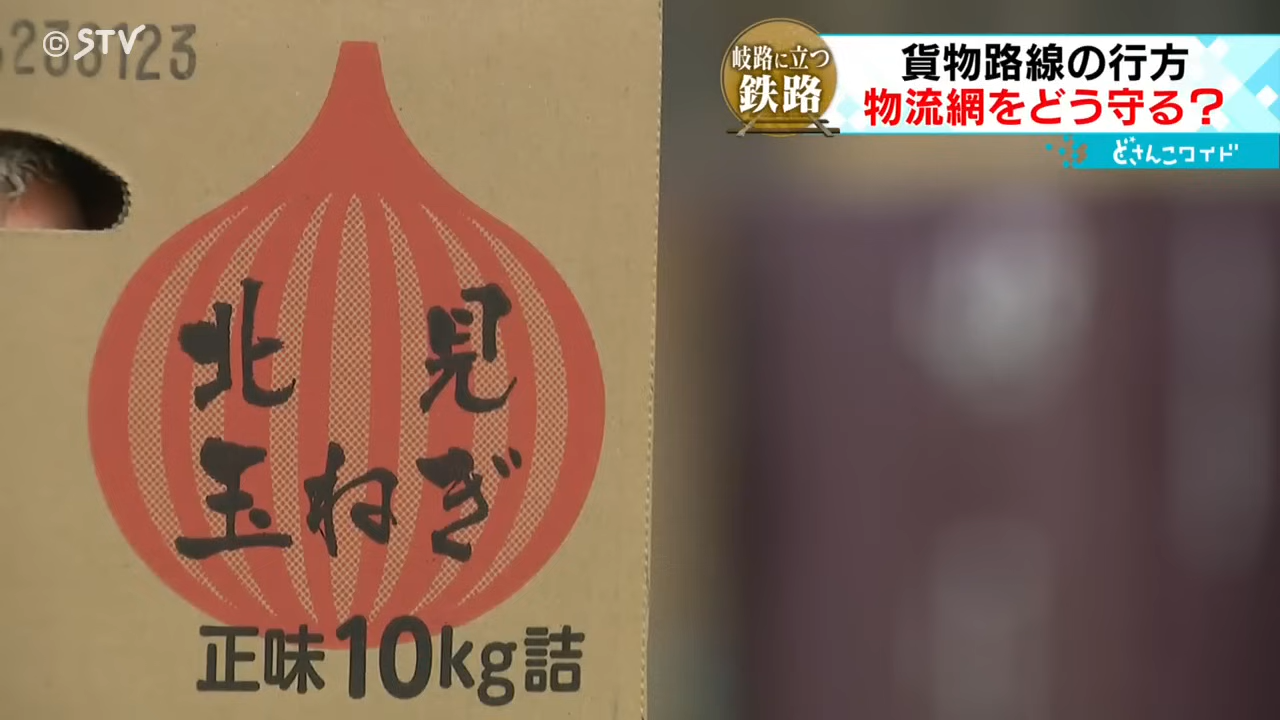 © STV
岐路に立つ
鉄路
貨物路線の行方
物流網をどう守る?
どさんこワイド
北見
玉ねぎ
正味10kg詰